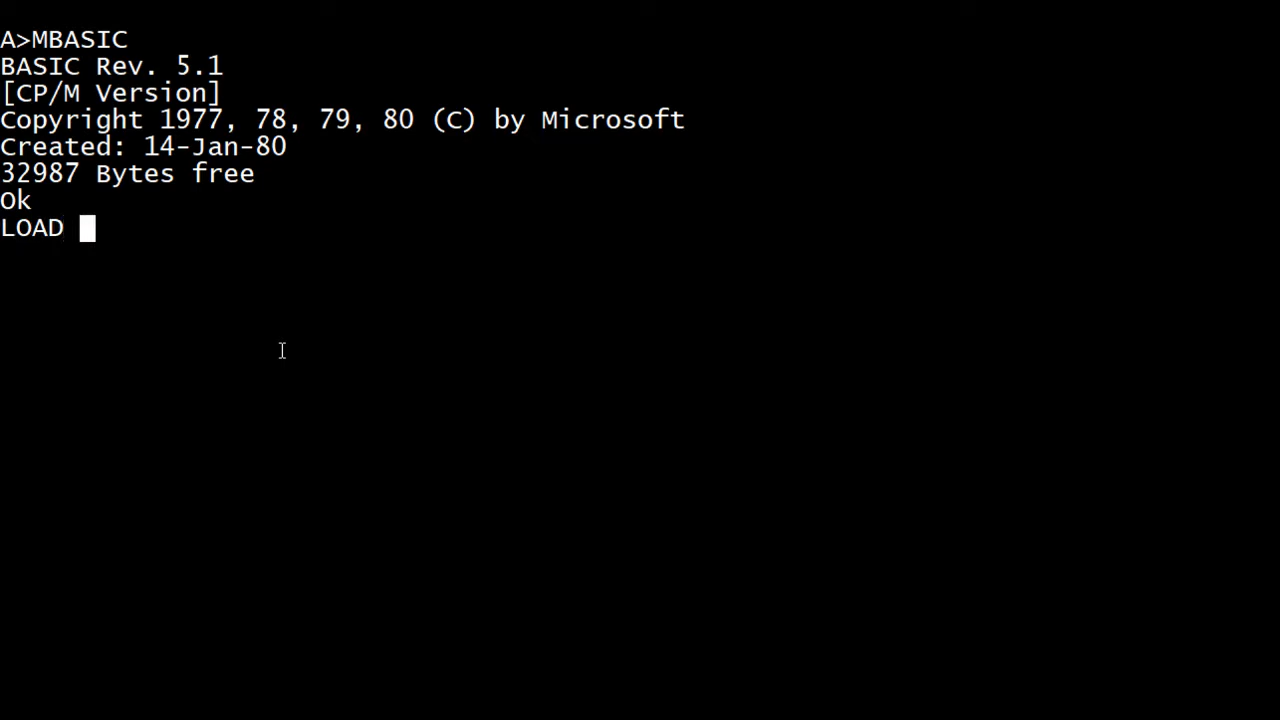 A>MBASIC
BASIC Rev. 5.1
[CP/M Version]
Copyright 1977, 78, 79, 80 (C) by Microsoft
Created: 14-Jan-80
32987 Bytes free
Ok
LOAD